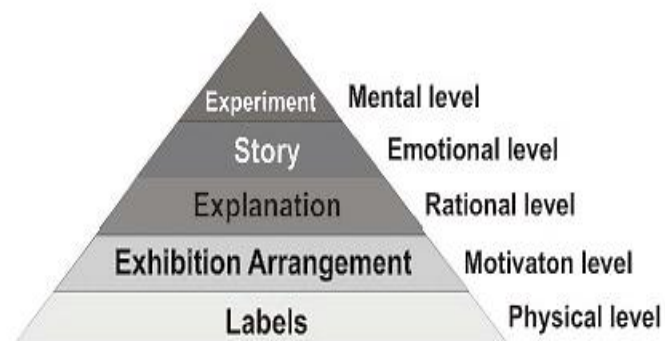 Experiment Mental level
Story Emotional level
Explanation Rational level
Exhibition Arrangement Motivaton level
Labels Physical level